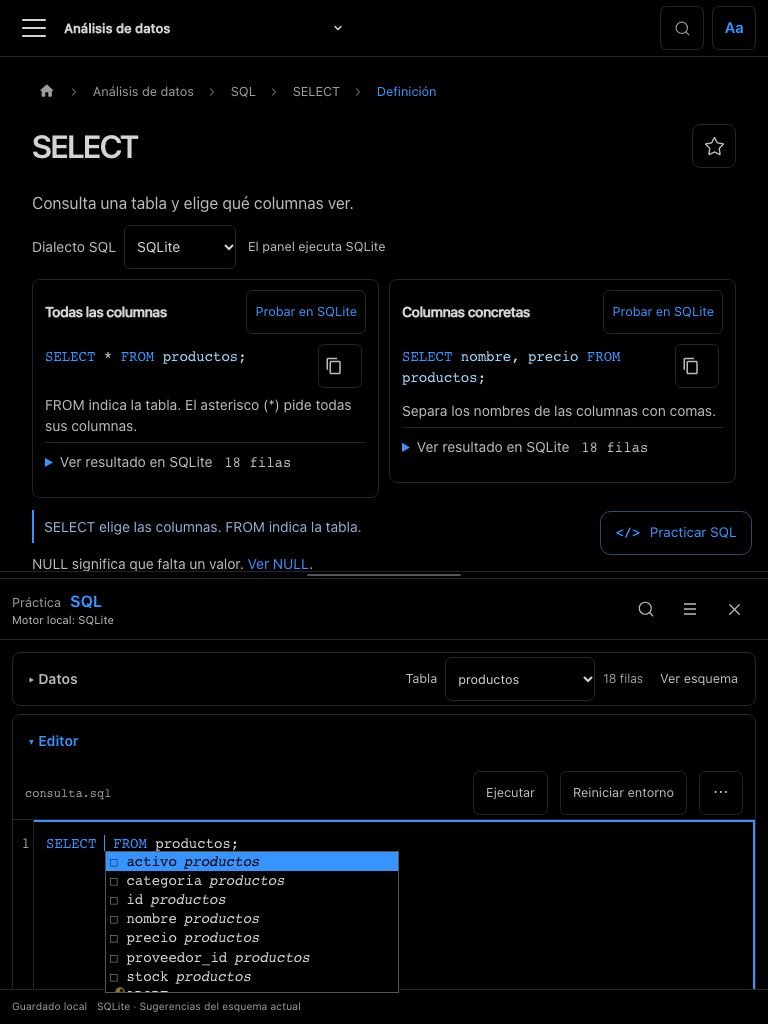 Análisis de datos
Aa
Análisis de datos > SQL > SELECT > Definición
SELECT
Consulta una tabla y elige qué columnas ver.
Dialecto SQL SQLite El panel ejecuta SQLite
Todas las columnas Probar en SQLite
SELECT * FROM productos;
FROM indica la tabla. El asterisco (*) pide todas
sus columnas.
▶ Ver resultado en SQLite 18 filas
Columnas concretas Probar en SQLite
SELECT nombre, precio FROM
productos;
Separa los nombres de las columnas con comas.
▶ Ver resultado en SQLite 18 filas
SELECT elige las columnas. FROM indica la tabla.
</> Practicar SQL
NULL significa que falta un valor. Ver NULL.
Práctica SQL
Motor local: SQLite
▸ Datos Tabla productos 18 filas Ver esquema
▾ Editor
consulta.sql Ejecutar Reiniciar entorno ···
1 SELECT FROM productos;
activo productos
categoria productos
id productos
nombre productos
precio productos
proveedor_id productos
stock productos
Guardado local SQLite · Sugerencias del esquema actual